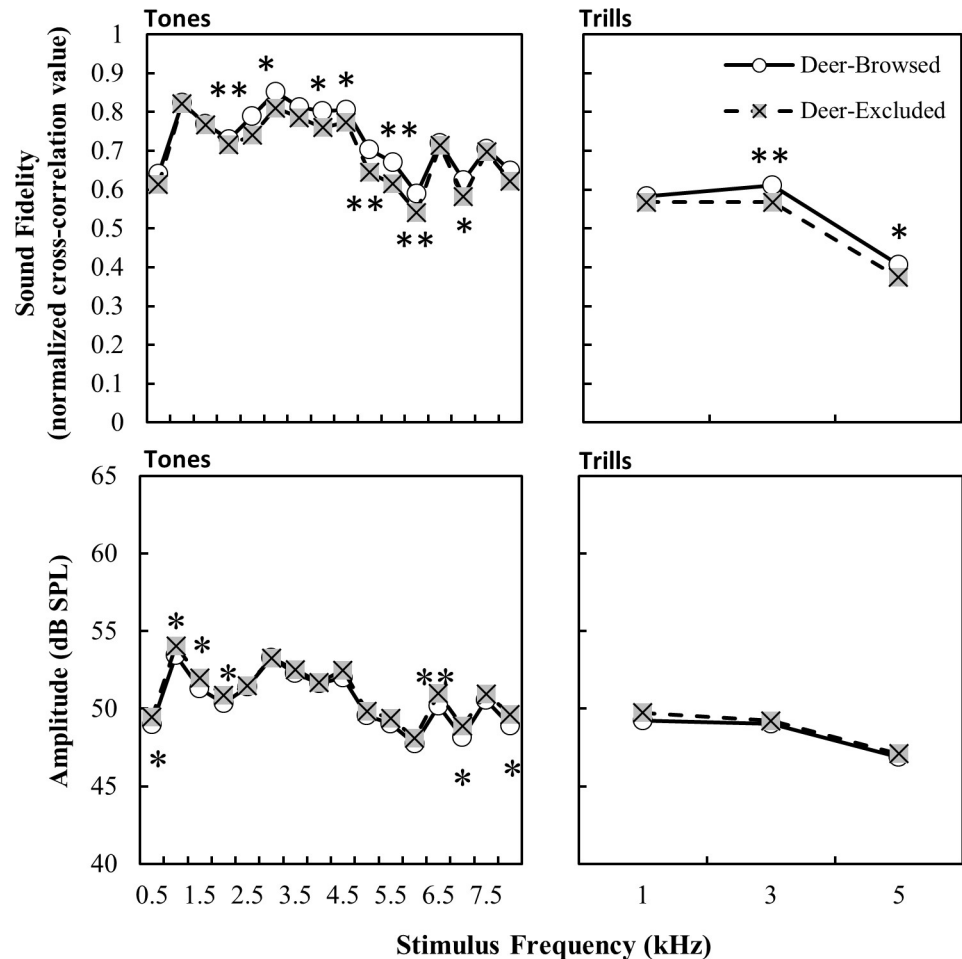 Tones
Trills
Sound Fidelity
(normalized cross-correlation value)
1
0.9
0.8
0.7
0.6
0.5
0.4
0.3
0.2
0.1
0
** * * * **
** ** *
Deer-Browsed
Deer-Excluded
**
*
Tones
Trills
Amplitude (dB SPL)
65
60
55
50
45
40
* * * **
* * *
0.5 1.5 2.5 3.5 4.5 5.5 6.5 7.5
1 3 5
Stimulus Frequency (kHz)